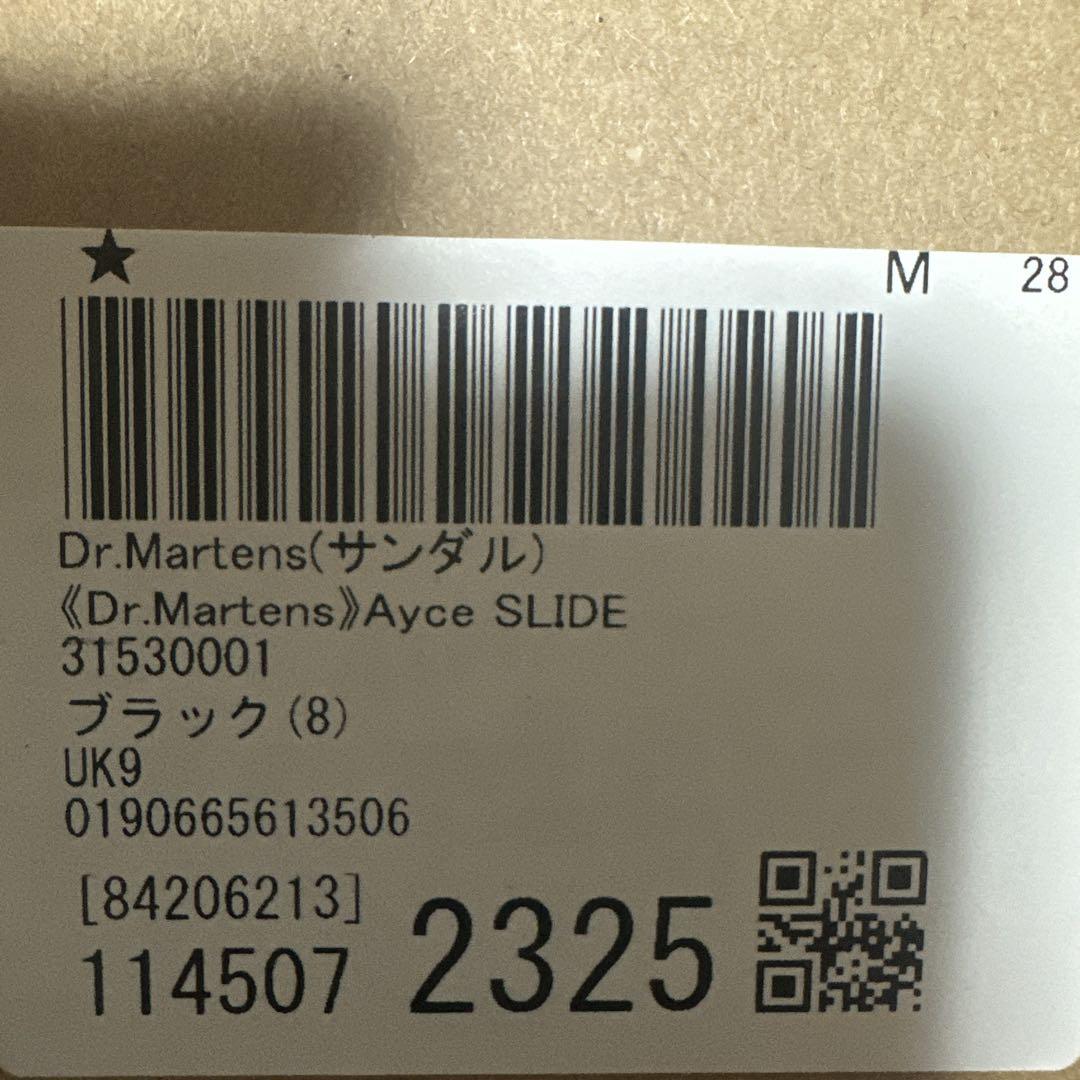 ★ M 28
Dr.Martens(サンダル)
《Dr.Martens》Ayce SLIDE
31530001
ブラック(8)
UK9
0190665613506
[84206213]
114507 2325